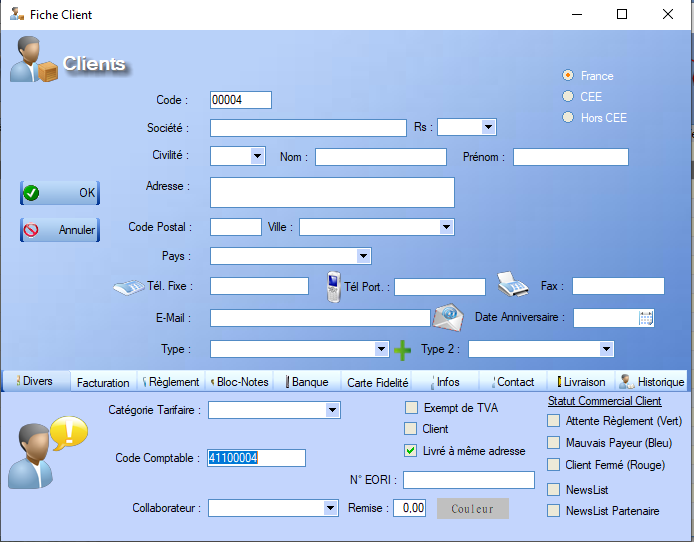 Fiche Client
Clients
France
CEE
Hors CEE
Code : 00004
Société : Rs :
Civilité : Nom : Prénom :
Adresse :
OK
Annuler
Code Postal : Ville :
Pays :
Tél. Fixe : Tél Port. : Fax :
E-Mail : Date Anniversaire :
Type : Type 2 :
Divers Facturation Règlement Bloc-Notes Banque Carte Fidelité Infos Contact Livraison Historique
Catégorie Tarifaire :
Code Comptable : 41100004
Collaborateur :
Exempt de TVA
Client
Livré à même adresse
N° EORI :
Remise : 0,00 Couleur
Statut Commercial Client
Attente Règlement (Vert)
Mauvais Payeur (Bleu)
Client Fermé (Rouge)
NewsList
NewsList Partenaire